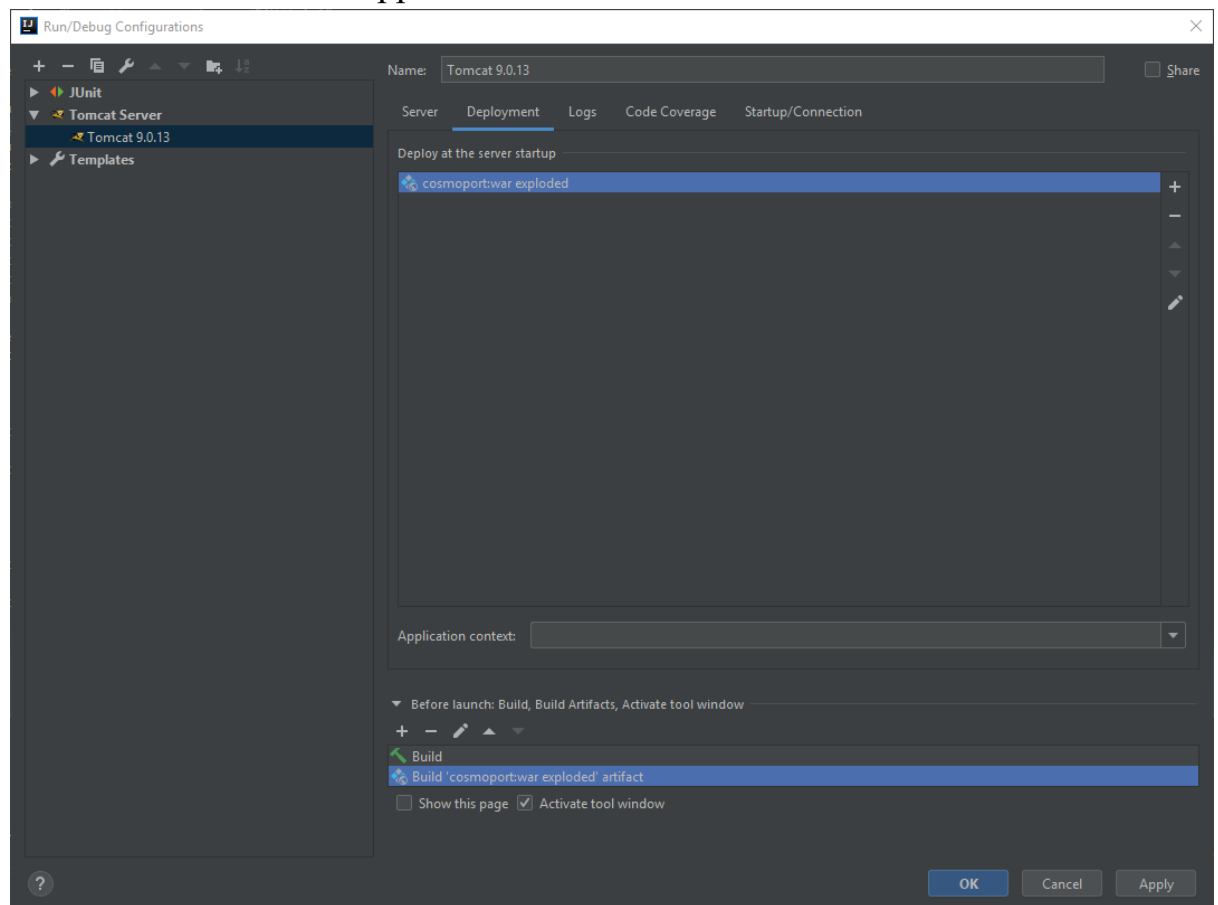 Run/Debug Configurations
Name: Tomcat 9.0.13 Share
JUnit
Tomcat Server
Tomcat 9.0.13
Templates
Server Deployment Logs Code Coverage Startup/Connection
Deploy at the server startup
cosmoport:war exploded
Application context:
Before launch: Build, Build Artifacts, Activate tool window
Build
Build 'cosmoport:war exploded' artifact
Show this page Activate tool window
? OK Cancel Apply